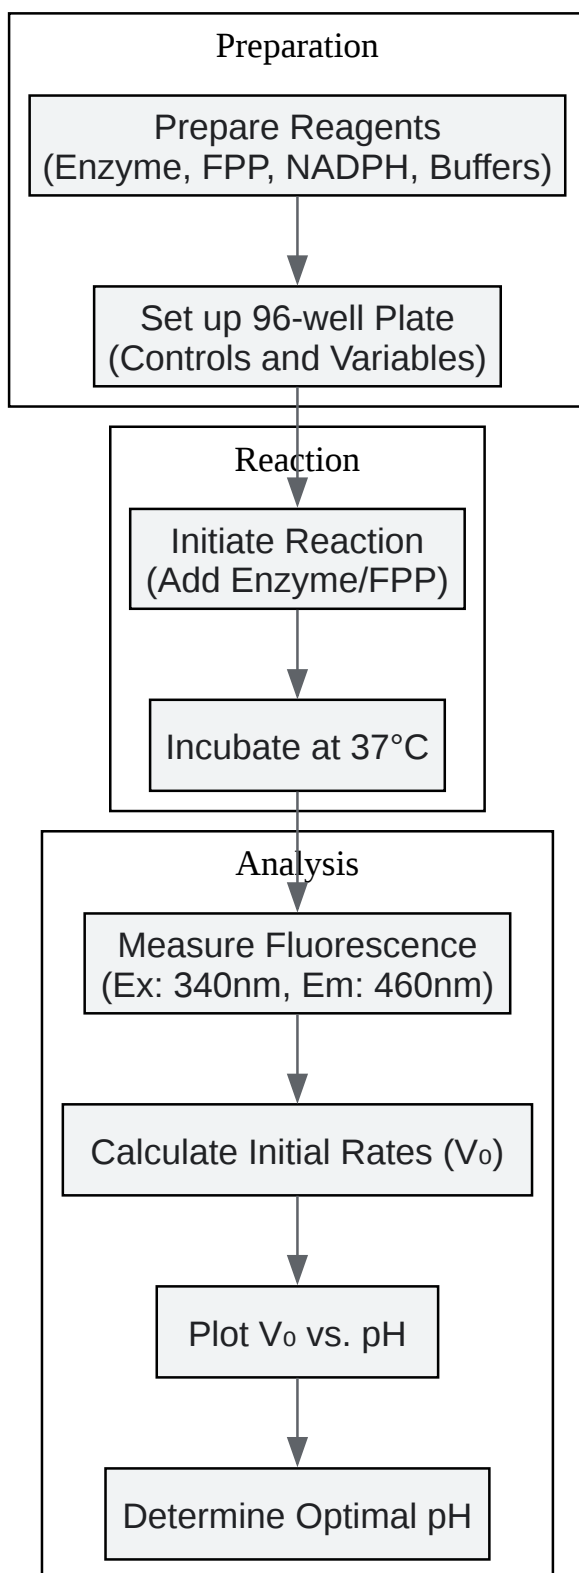 Preparation
Prepare Reagents
(Enzyme, FPP, NADPH, Buffers)
Set up 96-well Plate
(Controls and Variables)
Reaction
Initiate Reaction
(Add Enzyme/FPP)
Incubate at 37°C
Analysis
Measure Fluorescence
(Ex: 340nm, Em: 460nm)
Calculate Initial Rates (V₀)
Plot V₀ vs. pH
Determine Optimal pH